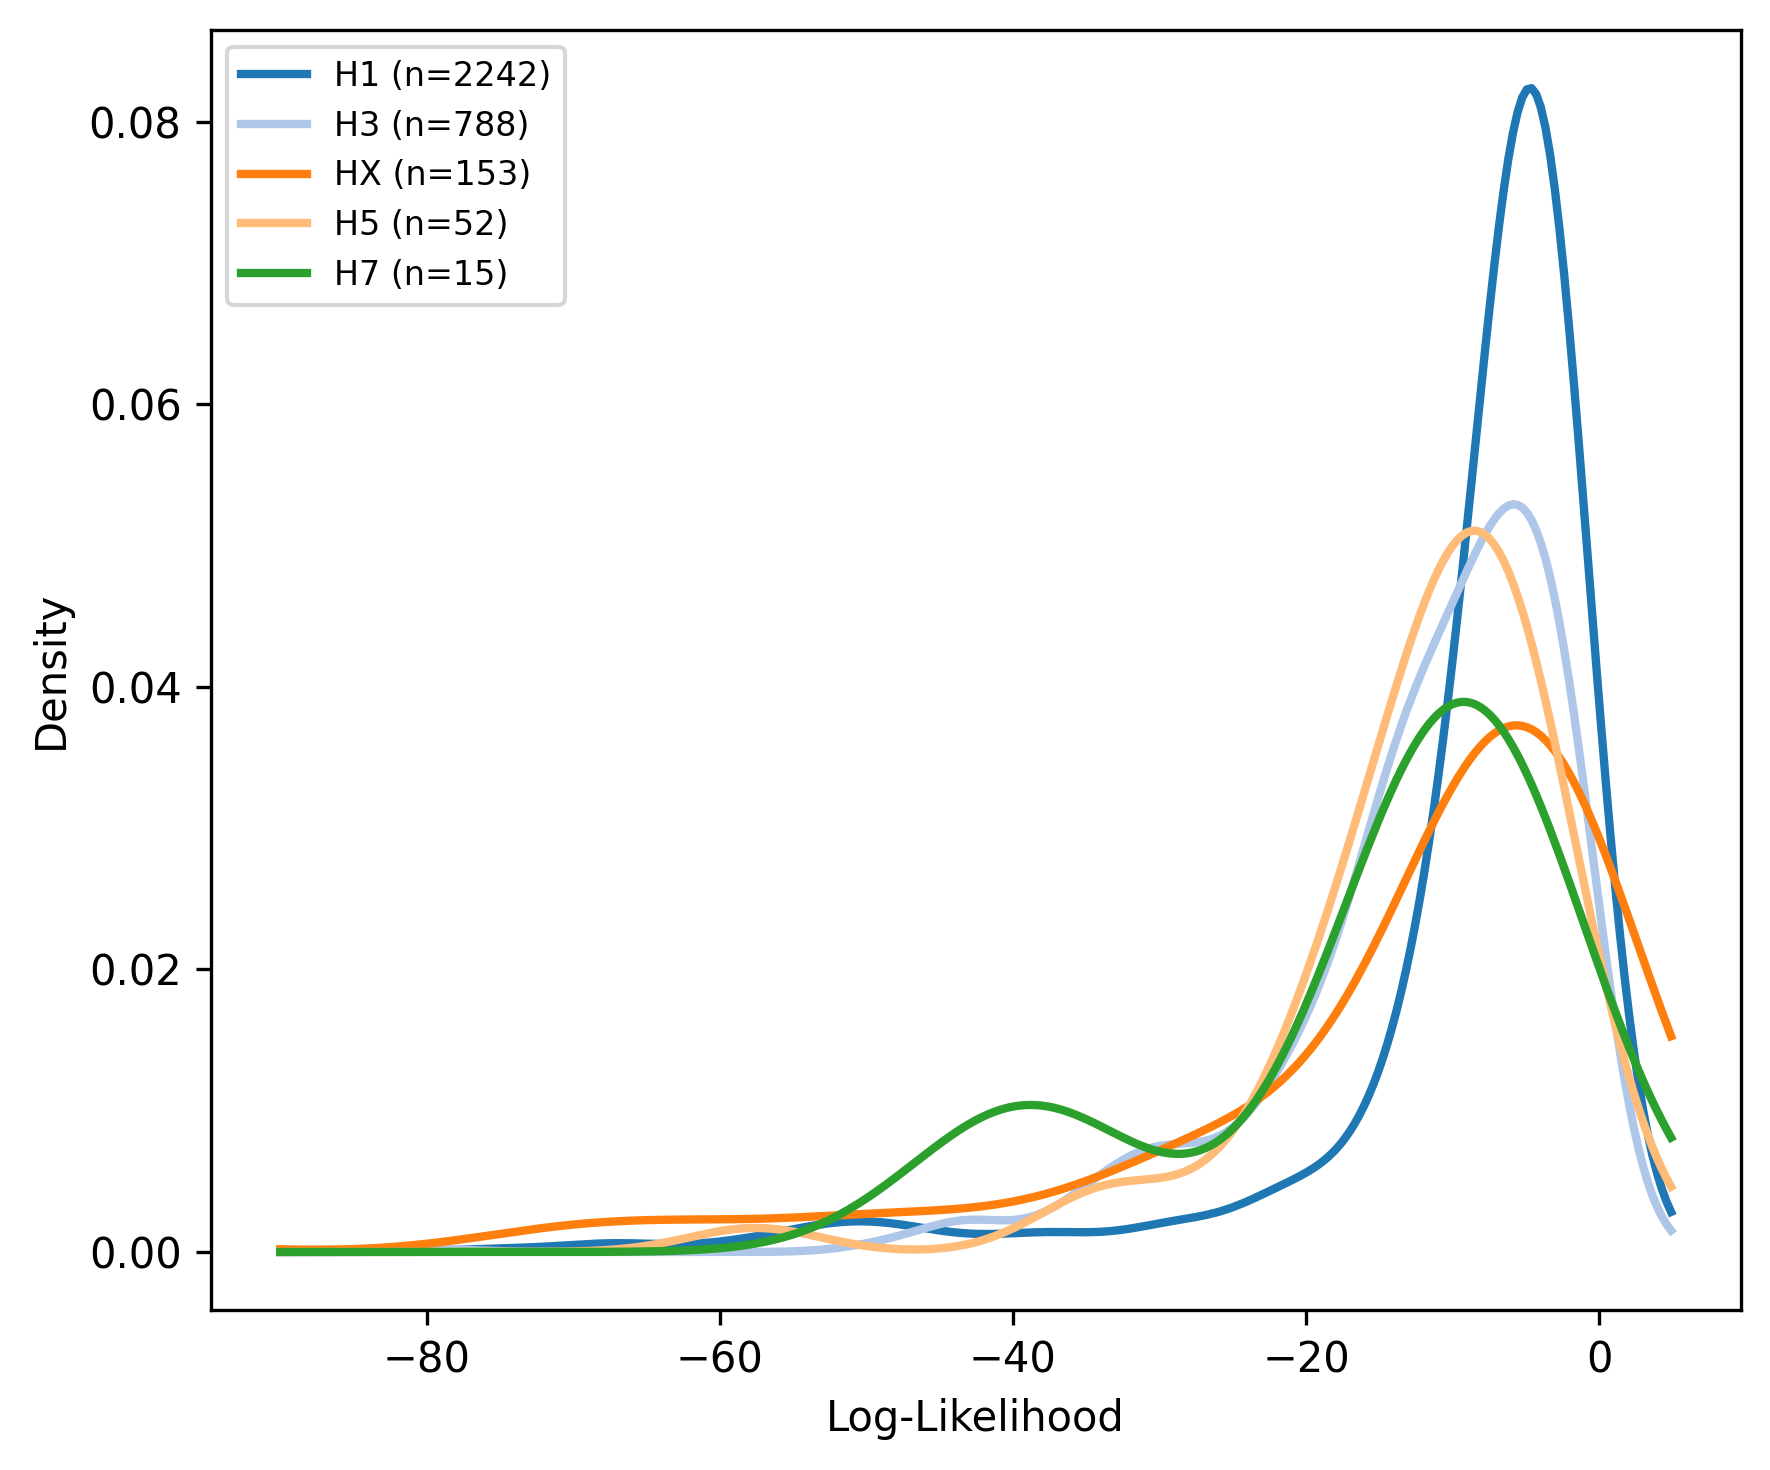 H1 (n=2242)
H3 (n=788)
HX (n=153)
H5 (n=52)
H7 (n=15)
0.08
0.06
0.04
0.02
0.00
Density
−80 −60 −40 −20 0
Log-Likelihood